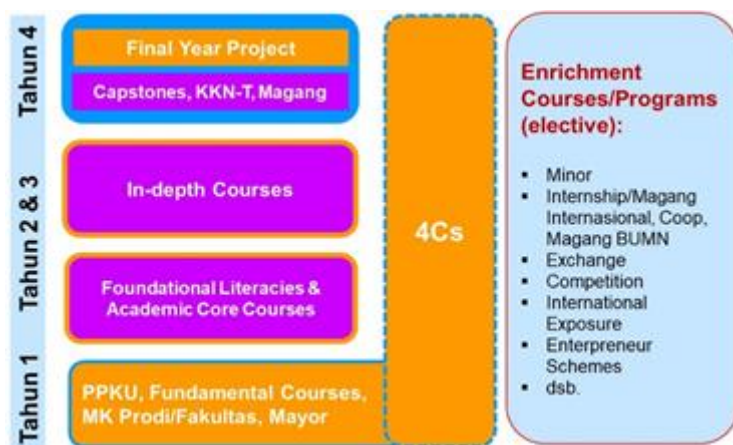 Tahun 4
Final Year Project
Capstones, KKN-T, Magang
Tahun 2 & 3
In-depth Courses
Foundational Literacies &
Academic Core Courses
Tahun 1
PPKU, Fundamental Courses,
MK Prodi/Fakultas, Mayor
4Cs
Enrichment
Courses/Programs
(elective):
▪ Minor
▪ Internship/Magang
Internasional, Coop,
Magang BUMN
▪ Exchange
▪ Competition
▪ International
Exposure
▪ Enterpreneur
Schemes
▪ dsb.